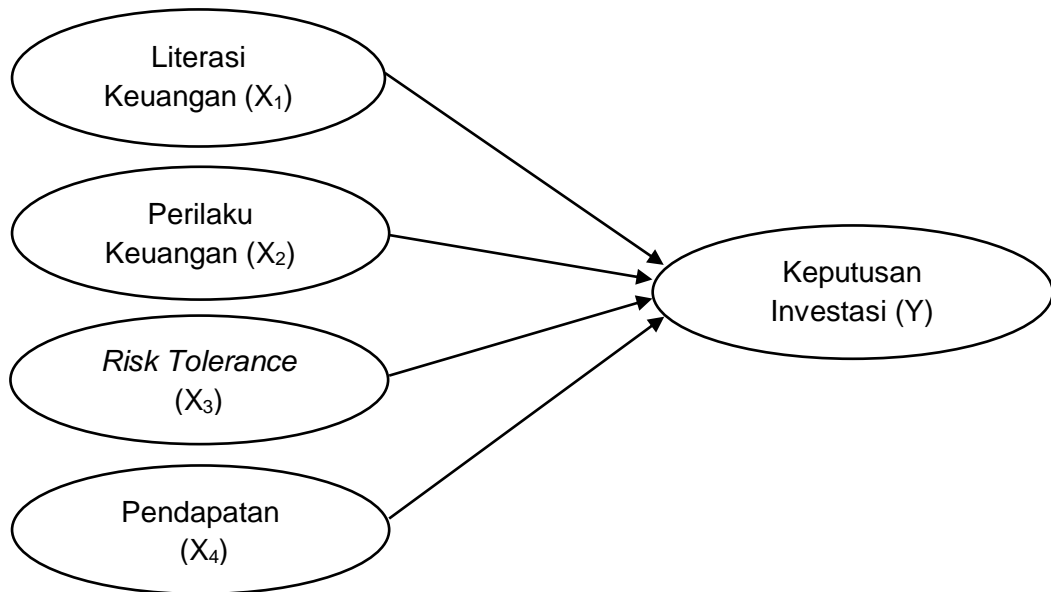 Literasi
Keuangan (X₁)
Perilaku
Keuangan (X₂)
Keputusan
Investasi (Y)
Risk Tolerance
(X₃)
Pendapatan
(X₄)